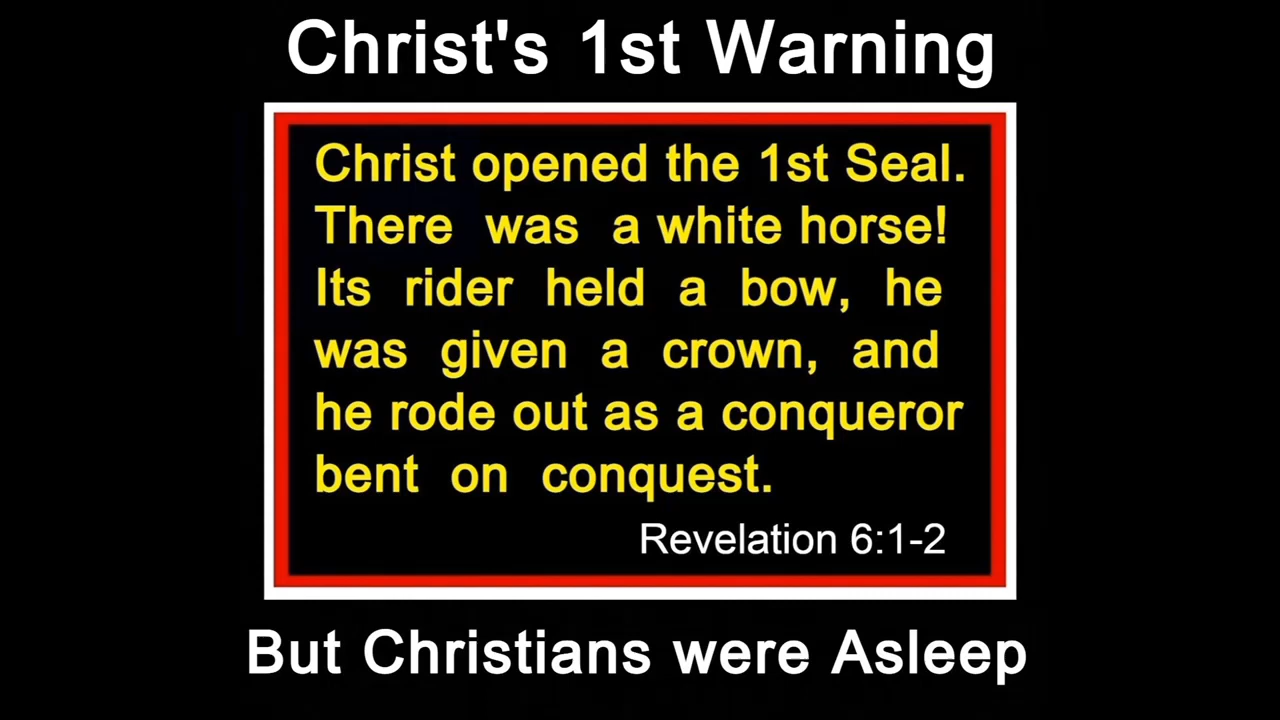 Christ's 1st Warning
Christ opened the 1st Seal.
There was a white horse!
Its rider held a bow, he
was given a crown, and
he rode out as a conqueror
bent on conquest.
Revelation 6:1-2
But Christians were Asleep